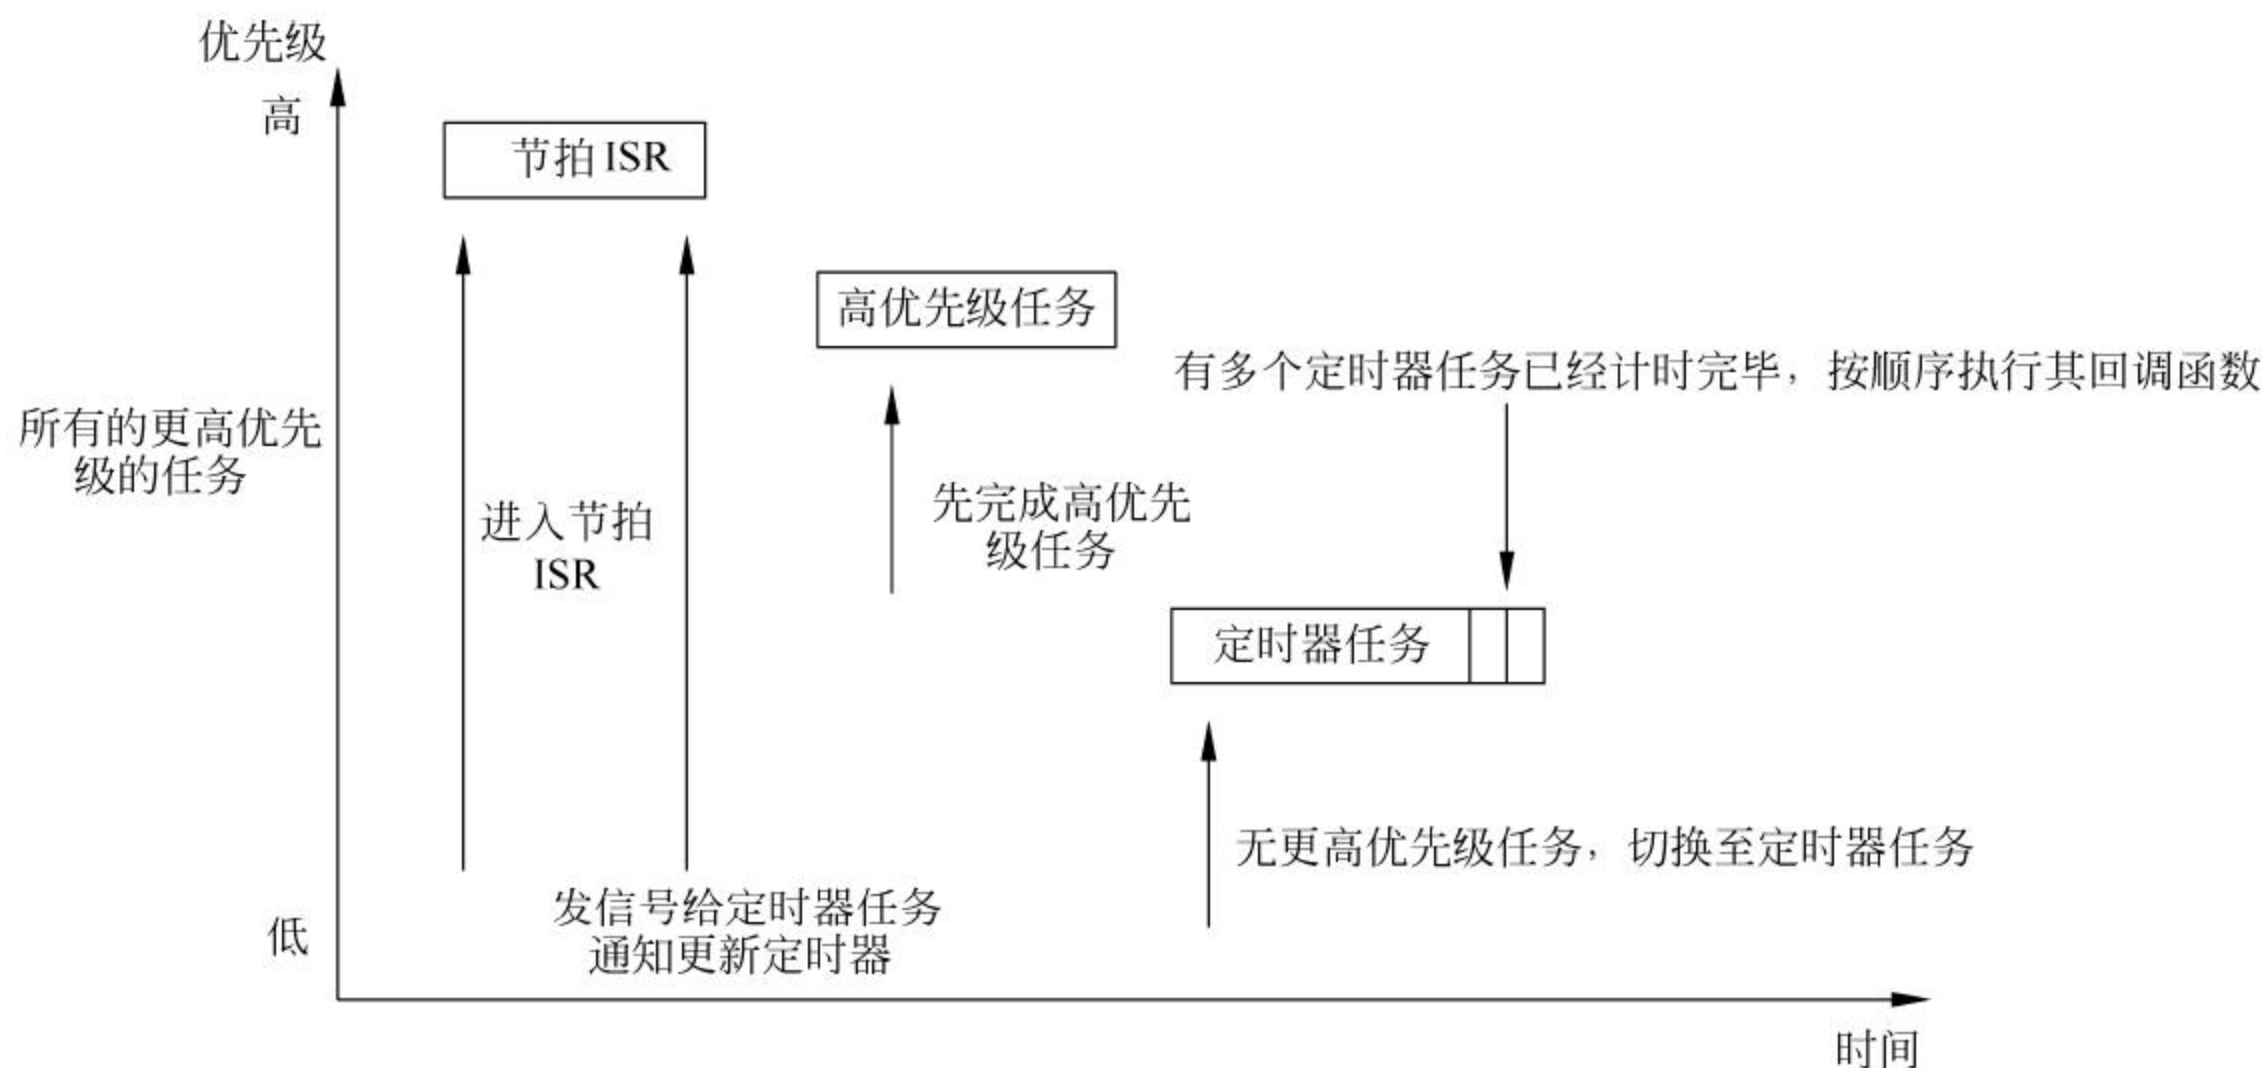 优先级
高
节拍 ISR
高优先级任务
有多个定时器任务已经计时完毕，按顺序执行其回调函数
所有的更高优先
级的任务
进入节拍
ISR
先完成高优先
级任务
定时器任务
无更高优先级任务，切换至定时器任务
发信号给定时器任务
通知更新定时器
低
时间